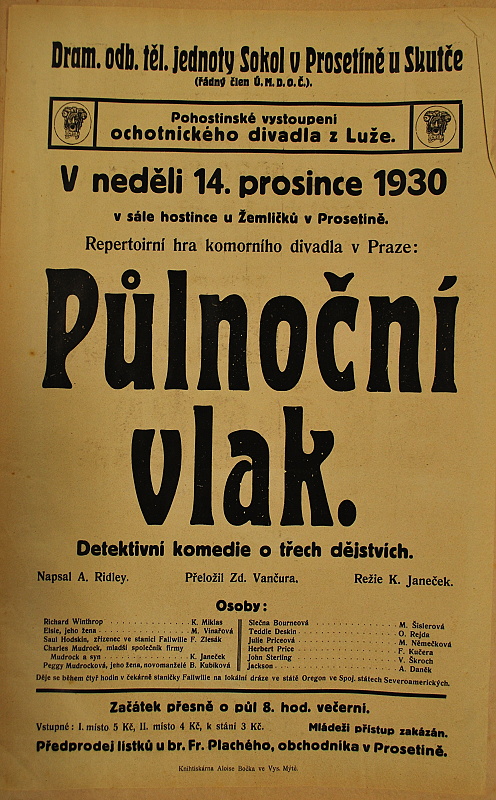 Dram. odb. těl. jednoty Sokol v Prosetíně u Skutče
(řádný člen Ú. M. D. O. Č.).
Pohostinské vystoupení
ochotnického divadla z Luže.
V neděli 14. prosince 1930
v sále hostince u Žemličků v Prosetíně.
Repertoirní hra komorního divadla v Praze:
Půlnoční
vlak.
Detektivní komedie o třech dějstvích.
Napsal A. Ridley. Přeložil Zd. Vančura. Režie K. Janeček.
Osoby:
Richard Winthrop K. Miklas
Elsie, jeho žena M. Vinařová
Saul Hodskin, zřízenec ve stanici Fallwille F. Zlesák
Charles Mudrock, mladší společník firmy
Mudrock a syn K. Janeček
Peggy Mudrocková, jeho žena, novomanželé B. Kubíková
Slečna Bourneová M. Šislerová
Teddie Deskin O. Rejda
Julie Priceová M. Němečková
Herbert Price F. Kučera
John Sterling V. Škroch
Jackson A. Daněk
Děje se během čtyř hodin v čekárně staničky Fallwille na lokální dráze ve státě Oregon ve Spoj. státech Severoamerických.
Začátek přesně o půl 8. hod. večerní.
Vstupné: I. místo 5 Kč, II. místo 4 Kč, k stání 3 Kč. Mládeži přístup zakázán.
Předprodej lístků u br. Fr. Plachého, obchodníka v Prosetíně.
Knihtiskárna Aloise Bočka ve Vys. Mýtě.